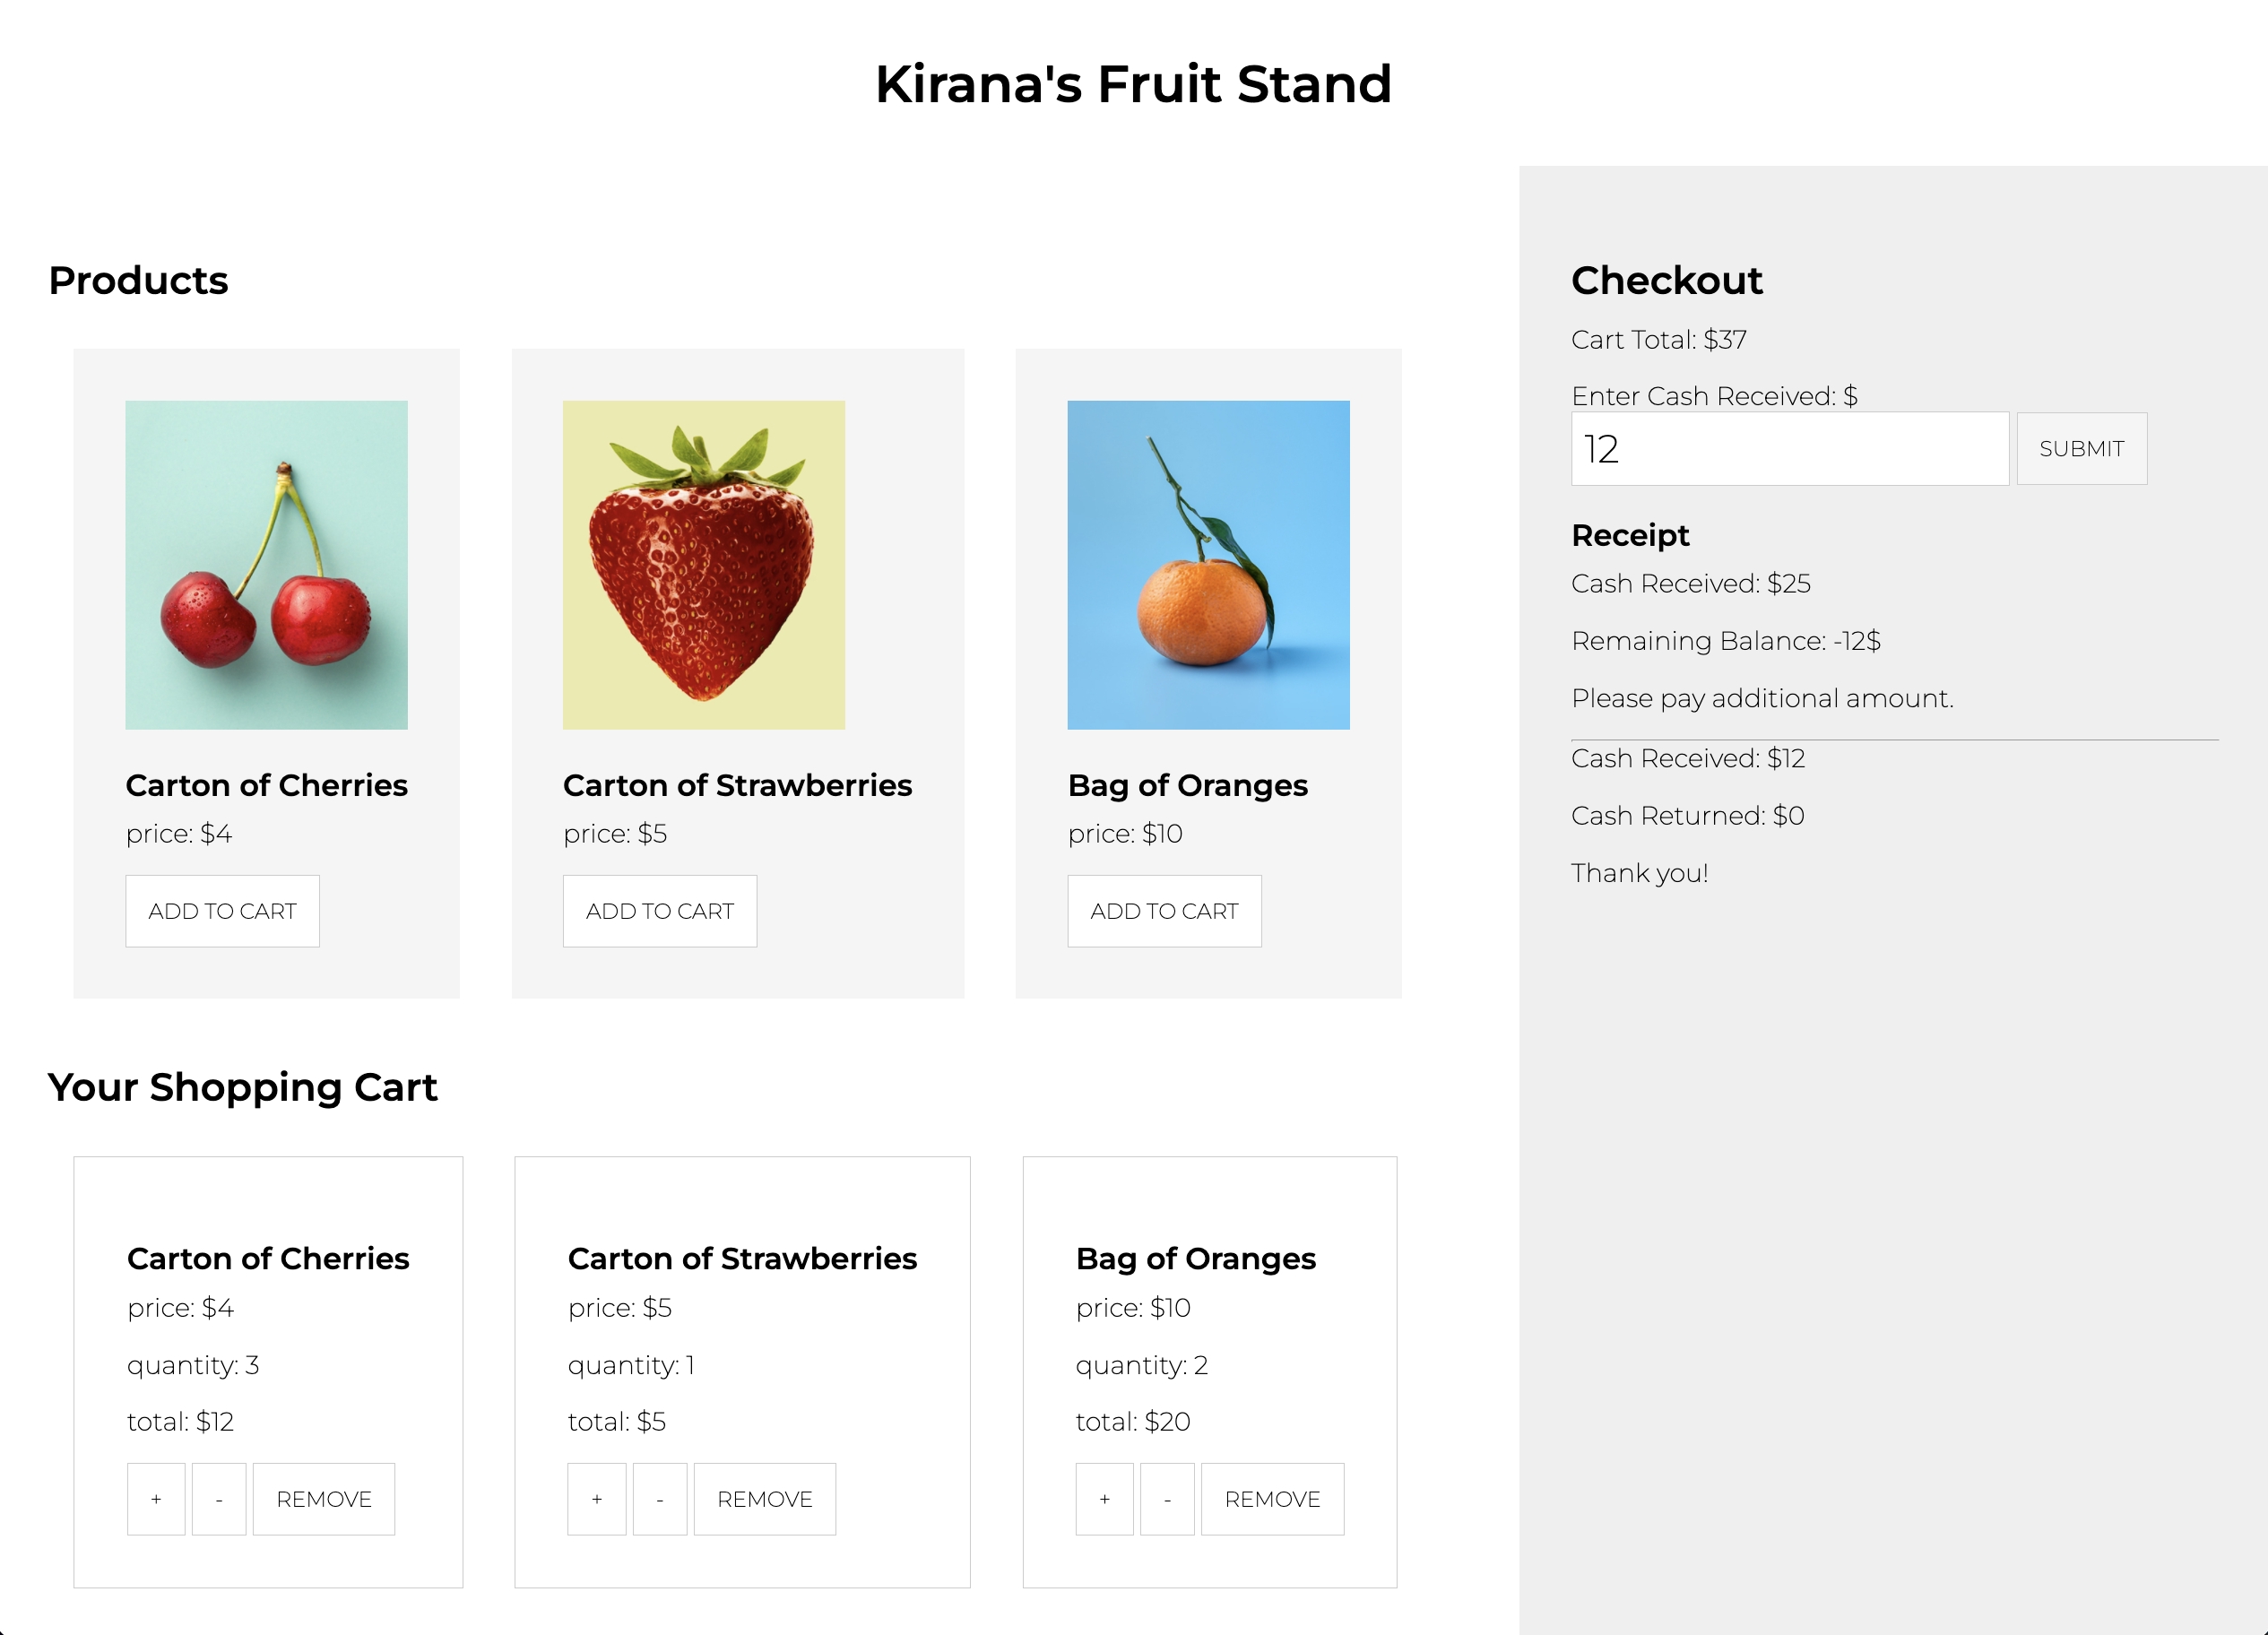 Kirana's Fruit Stand
Products
Carton of Cherries
price: $4
ADD TO CART
Carton of Strawberries
price: $5
ADD TO CART
Bag of Oranges
price: $10
ADD TO CART
Your Shopping Cart
Carton of Cherries
price: $4
quantity: 3
total: $12
+ - REMOVE
Carton of Strawberries
price: $5
quantity: 1
total: $5
+ - REMOVE
Bag of Oranges
price: $10
quantity: 2
total: $20
+ - REMOVE
Checkout
Cart Total: $37
Enter Cash Received: $
12 SUBMIT
Receipt
Cash Received: $25
Remaining Balance: -12$
Please pay additional amount.
Cash Received: $12
Cash Returned: $0
Thank you!